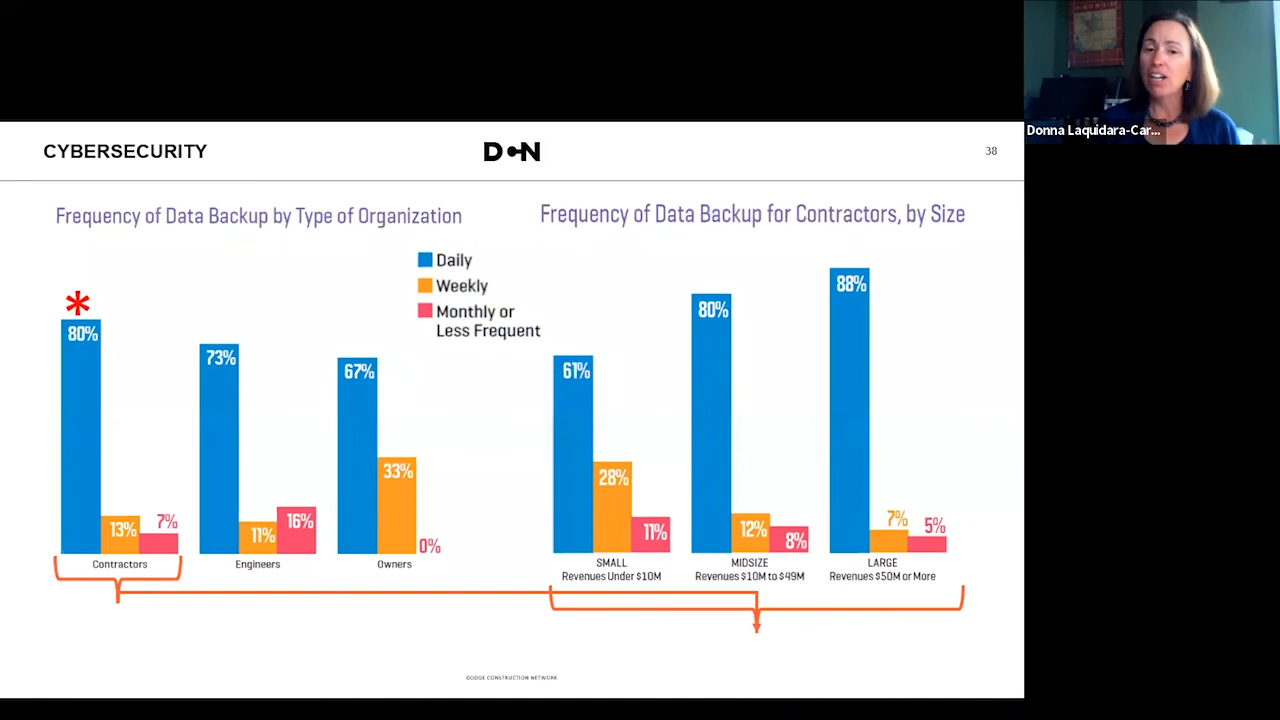 Donna Laquidara-Car...
CYBERSECURITY
D N
38
Frequency of Data Backup by Type of Organization
Daily
Weekly
Monthly or
Less Frequent
*
80%
13%
7%
73%
11%
16%
67%
33%
0%
Contractors
Engineers
Owners
Frequency of Data Backup for Contractors, by Size
61%
28%
11%
80%
12%
8%
88%
7%
5%
SMALL
Revenues Under $10M
MIDSIZE
Revenues $10M to $49M
LARGE
Revenues $50M or More
DODGE CONSTRUCTION NETWORK